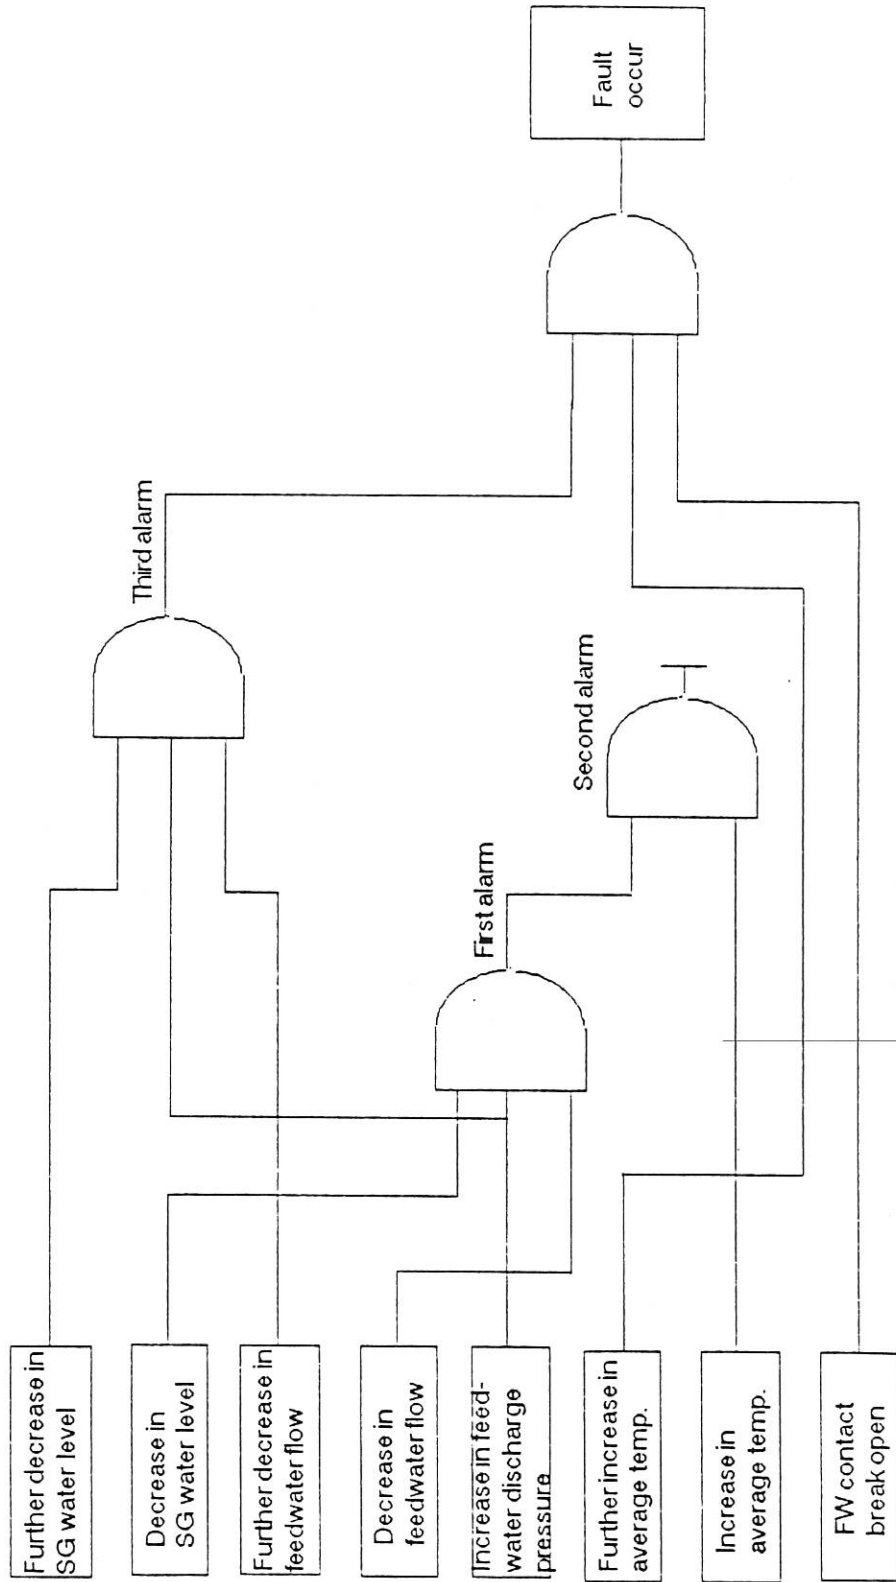 Further decrease in
SG water level
Decrease in
SG water level
Further decrease in
feedwater flow
Decrease in
feedwater flow
Increase in feed-
water discharge
pressure
Further increase in
average temp.
Increase in
average temp.
FW contact
break open
First alarm
Second alarm
Third alarm
Fault
occur